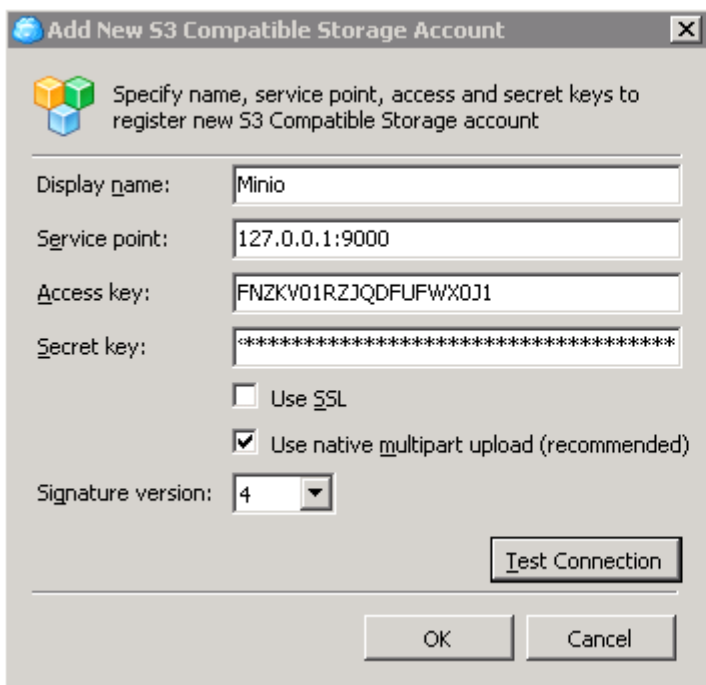 Add New S3 Compatible Storage Account
Specify name, service point, access and secret keys to
register new S3 Compatible Storage account
Display name: Minio
Service point: 127.0.0.1:9000
Access key: FNZKV01RZJQDFUFWX0J1
Secret key: ************************************
Use SSL
Use native multipart upload (recommended)
Signature version: 4
Test Connection
OK Cancel